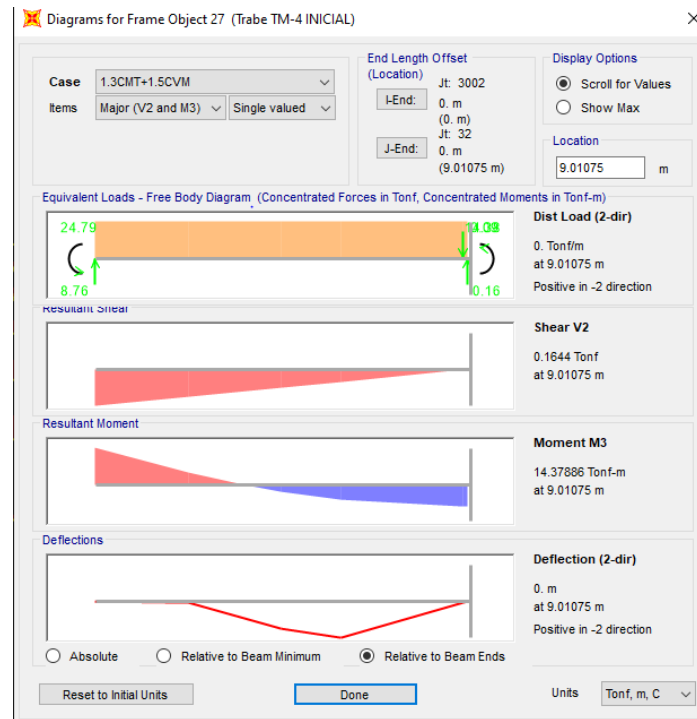 Diagrams for Frame Object 27 (Trabe TM-4 INICIAL)
Case 1.3CMT+1.5CVM
Items Major (V2 and M3) Single valued
End Length Offset
(Location)
Jt: 3002
I-End: 0. m
(0. m)
Jt: 32
J-End: 0. m
(9.01075 m)
Display Options
Scroll for Values
Show Max
Location
9.01075 m
Equivalent Loads - Free Body Diagram (Concentrated Forces in Tonf, Concentrated Moments in Tonf-m)
24.79
8.76
0.16
Dist Load (2-dir)
0. Tonf/m
at 9.01075 m
Positive in -2 direction
Resultant Shear
Shear V2
0.1644 Tonf
at 9.01075 m
Resultant Moment
Moment M3
14.37886 Tonf-m
at 9.01075 m
Deflections
Deflection (2-dir)
0. m
at 9.01075 m
Positive in -2 direction
Absolute Relative to Beam Minimum Relative to Beam Ends
Reset to Initial Units Done Units Tonf, m, C